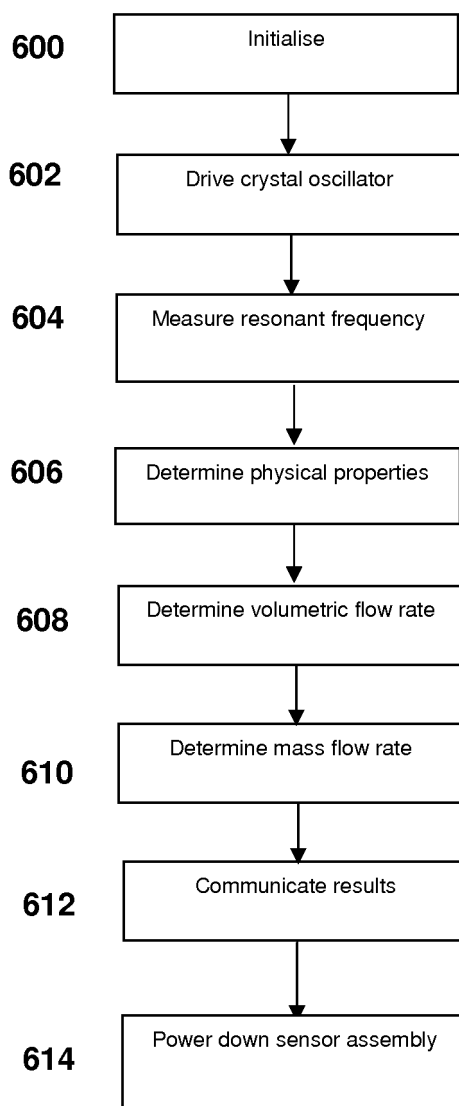 600 Initialise
602 Drive crystal oscillator
604 Measure resonant frequency
606 Determine physical properties
608 Determine volumetric flow rate
610 Determine mass flow rate
612 Communicate results
614 Power down sensor assembly